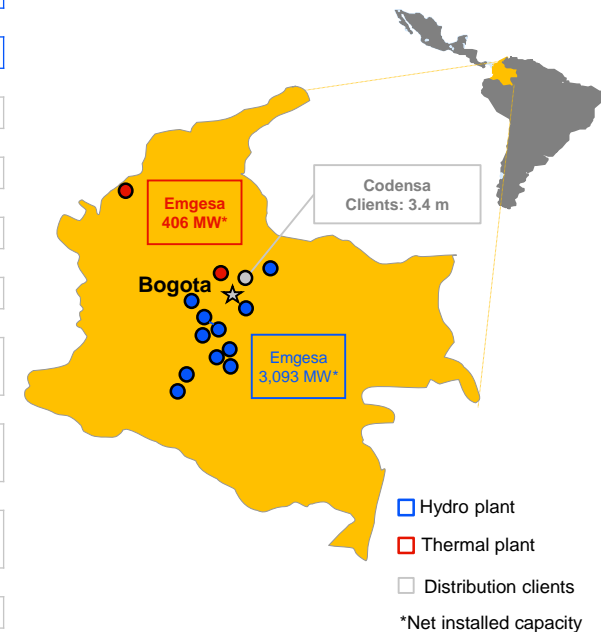 Emgesa
406 MW*
Codensa
Clients: 3.4 m
Bogota
Emgesa
3,093 MW*
Hydro plant
Thermal plant
Distribution clients
*Net installed capacity